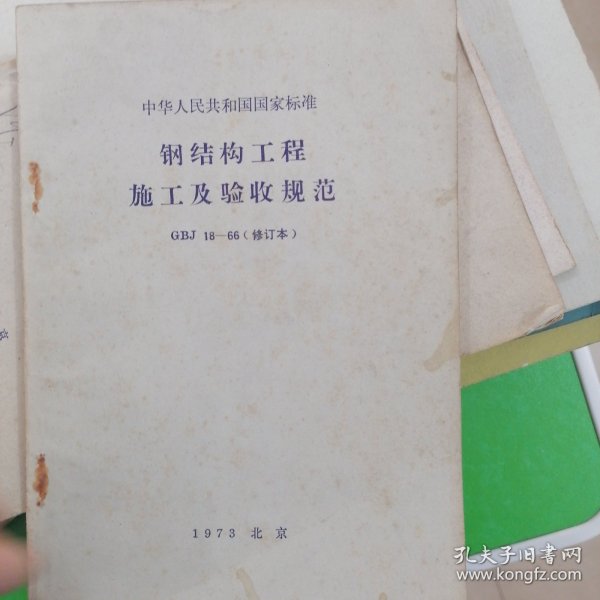 中华人民共和国国家标准
钢结构工程
施工及验收规范
GBJ 18—66(修订本)
1973 北京
孔夫子旧书网
www.kongfz.com